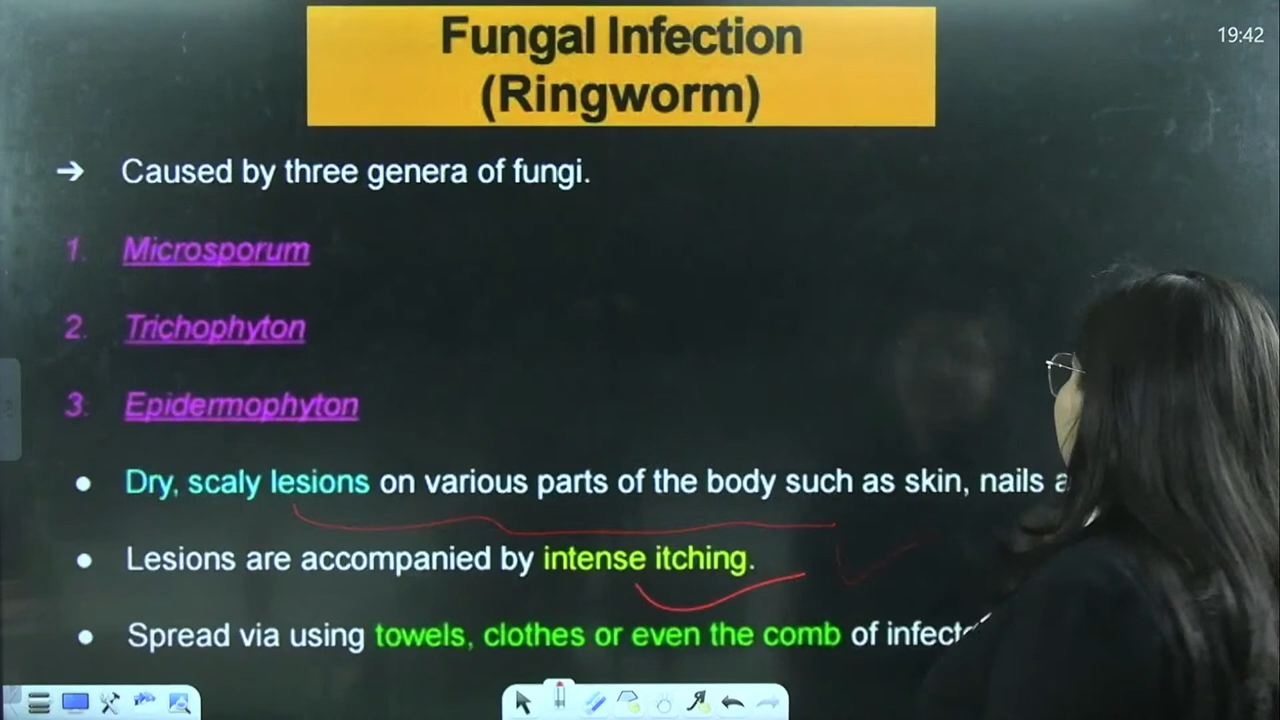 Fungal Infection
(Ringworm)
19:42
➔ Caused by three genera of fungi.
1. Microsporum
2. Trichophyton
3. Epidermophyton
● Dry, scaly lesions on various parts of the body such as skin, nails
● Lesions are accompanied by intense itching.
● Spread via using towels, clothes or even the comb of